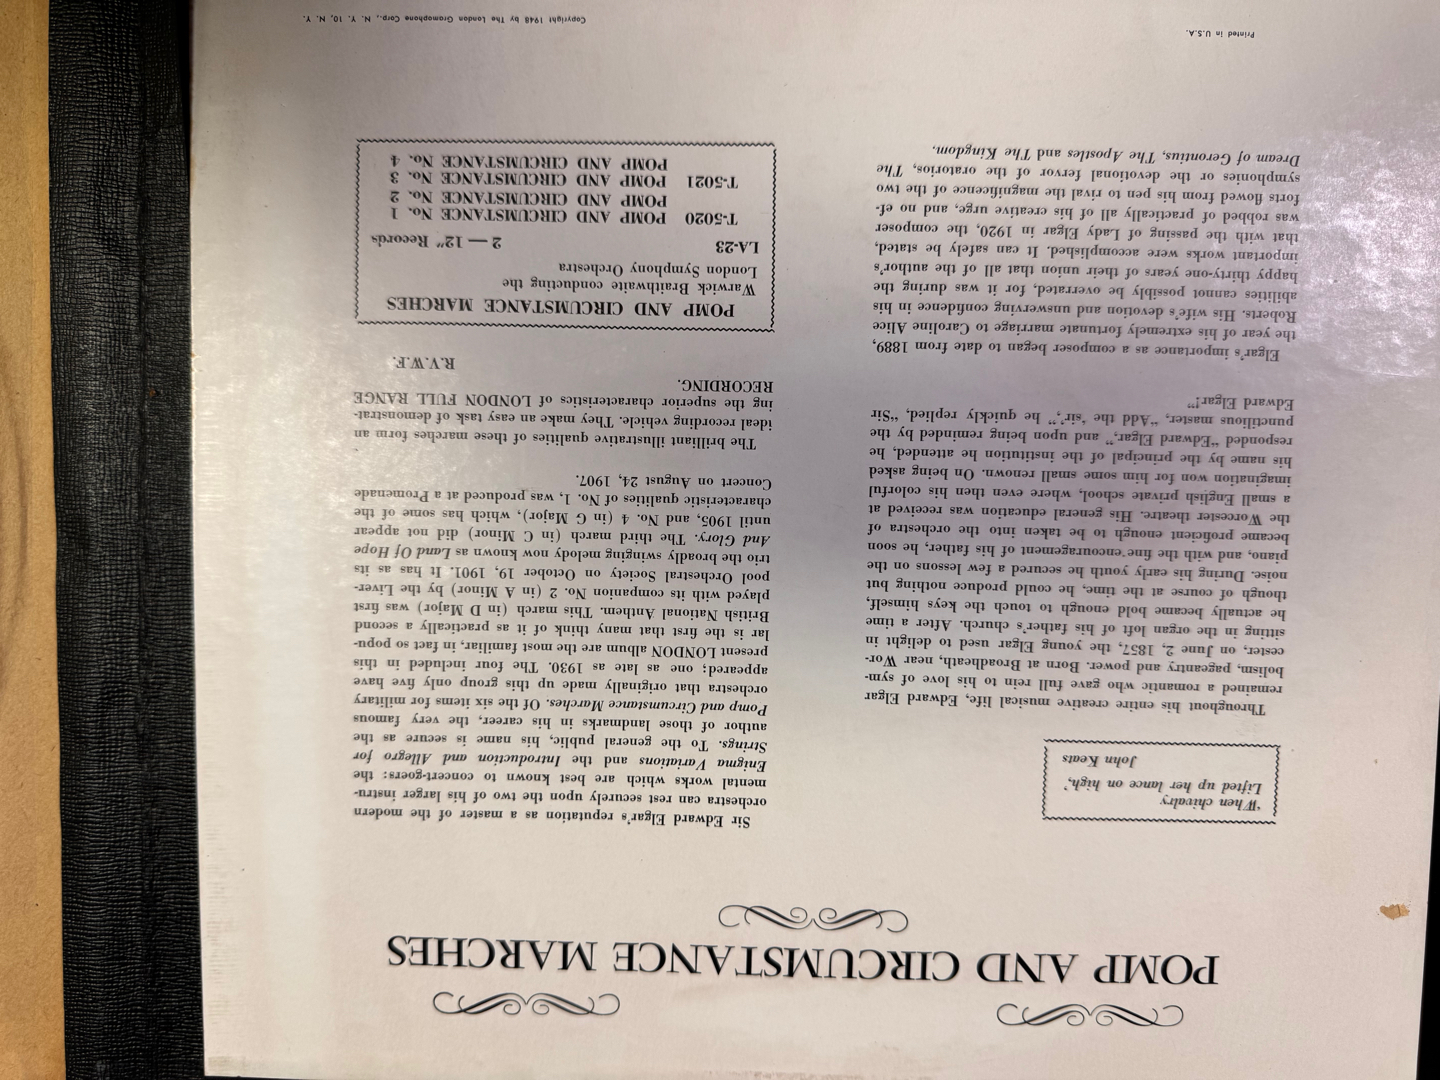 POMP AND CIRCUMSTANCE MARCHES
"When chivalry
Lifted up her lance on high,"
John Keats
Throughout his entire creative musical life, Edward Elgar
remained a romantic who gave full rein to his love of sym-
bolism, pageantry and power. Born at Broadheath, near Wor-
cester, on June 2, 1857, the young Elgar used to delight in
sitting in the organ loft of his father's church. After a time
he actually became bold enough to touch the keys himself,
though of course at the time, he could produce nothing but
noise. During his early youth he secured a few lessons on the
piano, and with the fine encouragement of his father, he soon
became proficient enough to be taken into the orchestra of
the Worcester theatre. His general education was received at
a small English private school, where even then his colorful
imagination won for him some small renown. On being asked
his name by the principal of the institution he attended, he
responded "Edward Elgar," and upon being reminded by the
punctilious master, "Add the 'sir'," he quickly replied, "Sir
Edward Elgar!"
Elgar's importance as a composer began to date from 1889,
the year of his extremely fortunate marriage to Caroline Alice
Roberts. His wife's devotion and unswerving confidence in his
abilities cannot possibly be overrated, for it was during the
happy thirty-one years of their union that all of the author's
important works were accomplished. It can safely be stated,
that with the passing of Lady Elgar in 1920, the composer
was robbed of practically all of his creative urge, and no ef-
forts flowed from his pen to rival the magnificence of the two
symphonies or the devotional fervor of the oratorios, The
Dream of Gerontius, The Apostles and The Kingdom.
Sir Edward Elgar's reputation as a master of the modern
orchestra can rest securely upon the two of his larger instru-
mental works which are best known to concert-goers: the
Enigma Variations and the Introduction and Allegro for
Strings. To the general public, his name is secure as the
author of those landmarks in his career, the very famous
Pomp and Circumstance Marches. Of the six items for military
orchestra that originally made up this group only five have
appeared; one as late as 1930. The four included in this
present LONDON album are the most familiar, in fact so popu-
lar is the first that many think of it as practically a second
British National Anthem. This march (in D Major) was first
played with its companion No. 2 (in A Minor) by the Liver-
pool Orchestral Society on October 19, 1901. It has as its
trio the broadly swinging melody now known as Land Of Hope
And Glory. The third march (in C Minor) did not appear
until 1905, and No. 4 (in G Major), which has some of the
characteristic qualities of No. 1, was produced at a Promenade
Concert on August 24, 1907.
The brilliant illustrative qualities of these marches form an
ideal recording vehicle. They make an easy task of demonstrat-
ing the superior characteristics of LONDON FULL RANGE
RECORDING.
R.V.W.F.
POMP AND CIRCUMSTANCE MARCHES
Warwick Braithwaite conducting the
London Symphony Orchestra
LA-23 2 — 12" Records
T-5020 POMP AND CIRCUMSTANCE No. 1
POMP AND CIRCUMSTANCE No. 2
T-5021 POMP AND CIRCUMSTANCE No. 3
POMP AND CIRCUMSTANCE No. 4
Printed in U.S.A.
Copyright 1948 by The London Gramophone Corp., N. Y. 10, N. Y.